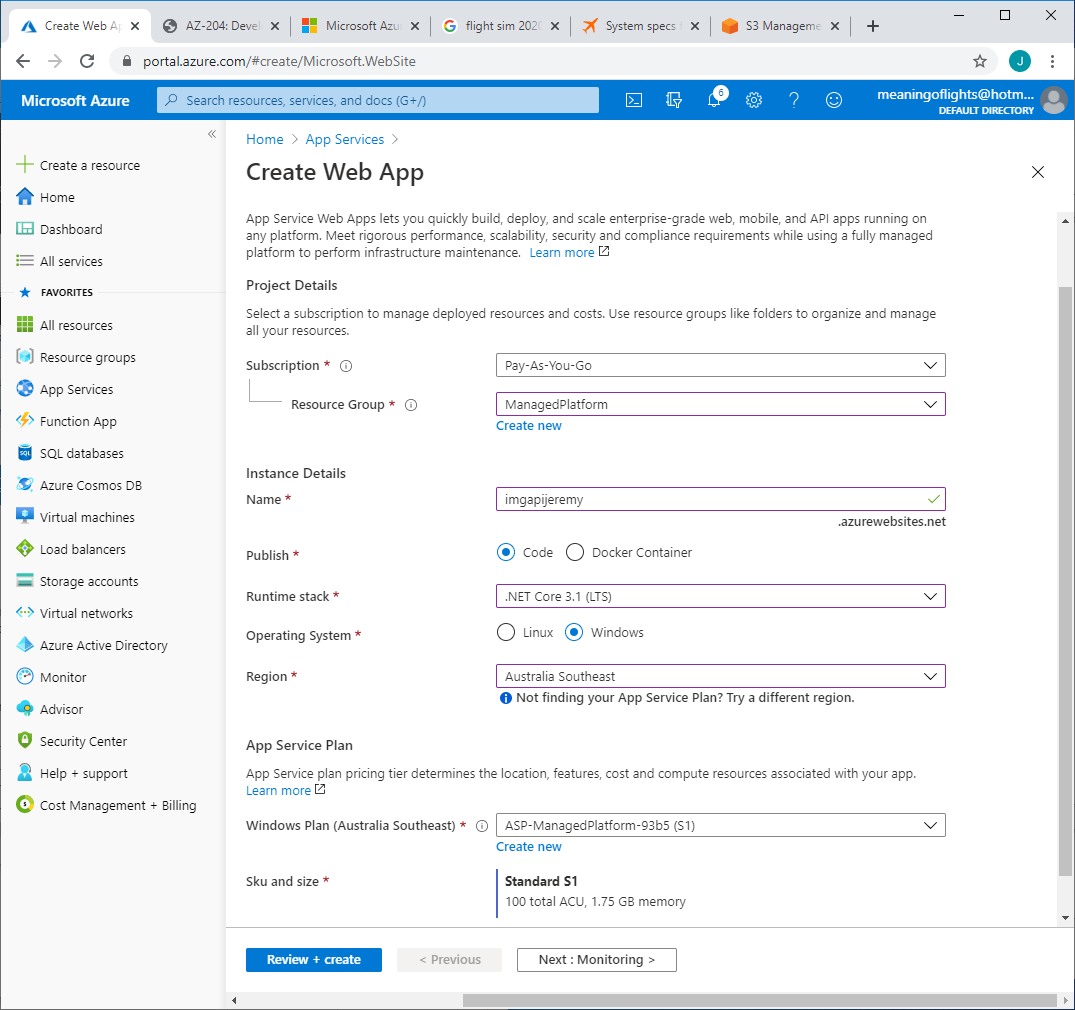 Create Web Ap
AZ-204: Devel
Microsoft Azu
flight sim 2020
System specs f
S3 Manageme
portal.azure.com/#create/Microsoft.WebSite
J
Microsoft Azure
Search resources, services, and docs (G+/)
6
meaningoflights@hotm...
DEFAULT DIRECTORY
Create a resource
Home
Dashboard
All services
FAVORITES
All resources
Resource groups
App Services
Function App
SQL databases
Azure Cosmos DB
Virtual machines
Load balancers
Storage accounts
Virtual networks
Azure Active Directory
Monitor
Advisor
Security Center
Help + support
Cost Management + Billing
Home > App Services >
Create Web App
App Service Web Apps lets you quickly build, deploy, and scale enterprise-grade web, mobile, and API apps running on
any platform. Meet rigorous performance, scalability, security and compliance requirements while using a fully managed
platform to perform infrastructure maintenance. Learn more
Project Details
Select a subscription to manage deployed resources and costs. Use resource groups like folders to organize and manage
all your resources.
Subscription * Pay-As-You-Go
Resource Group * ManagedPlatform
Create new
Instance Details
Name * imgapijeremy
.azurewebsites.net
Publish * Code Docker Container
Runtime stack * .NET Core 3.1 (LTS)
Operating System * Linux Windows
Region * Australia Southeast
Not finding your App Service Plan? Try a different region.
App Service Plan
App Service plan pricing tier determines the location, features, cost and compute resources associated with your app.
Learn more
Windows Plan (Australia Southeast) * ASP-ManagedPlatform-93b5 (S1)
Create new
Sku and size * Standard S1
100 total ACU, 1.75 GB memory
Review + create
< Previous
Next : Monitoring >